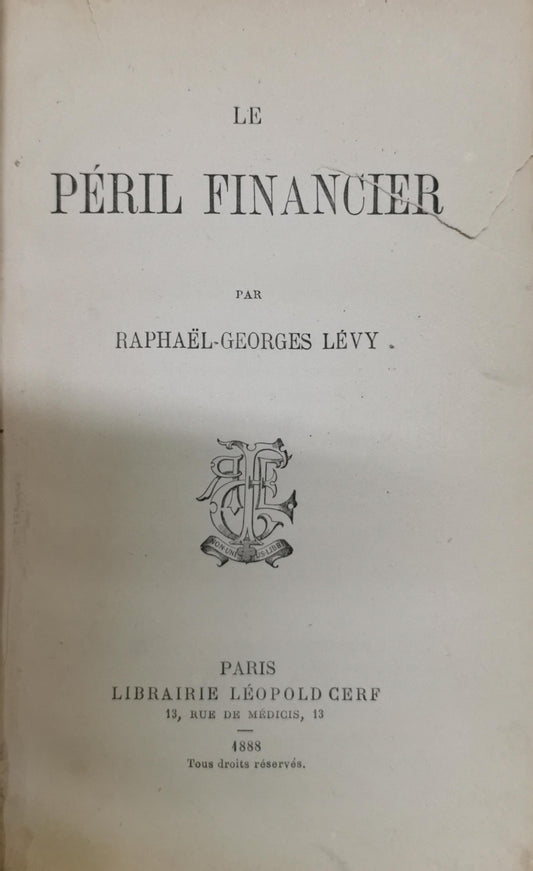 LE
PÉRIL FINANCIER
PAR
RAPHAËL-GEORGES LÉVY
PARIS
LIBRAIRIE LÉOPOLD CERF
13, RUE DE MÉDICIS, 13
1888
Tous droits réservés.